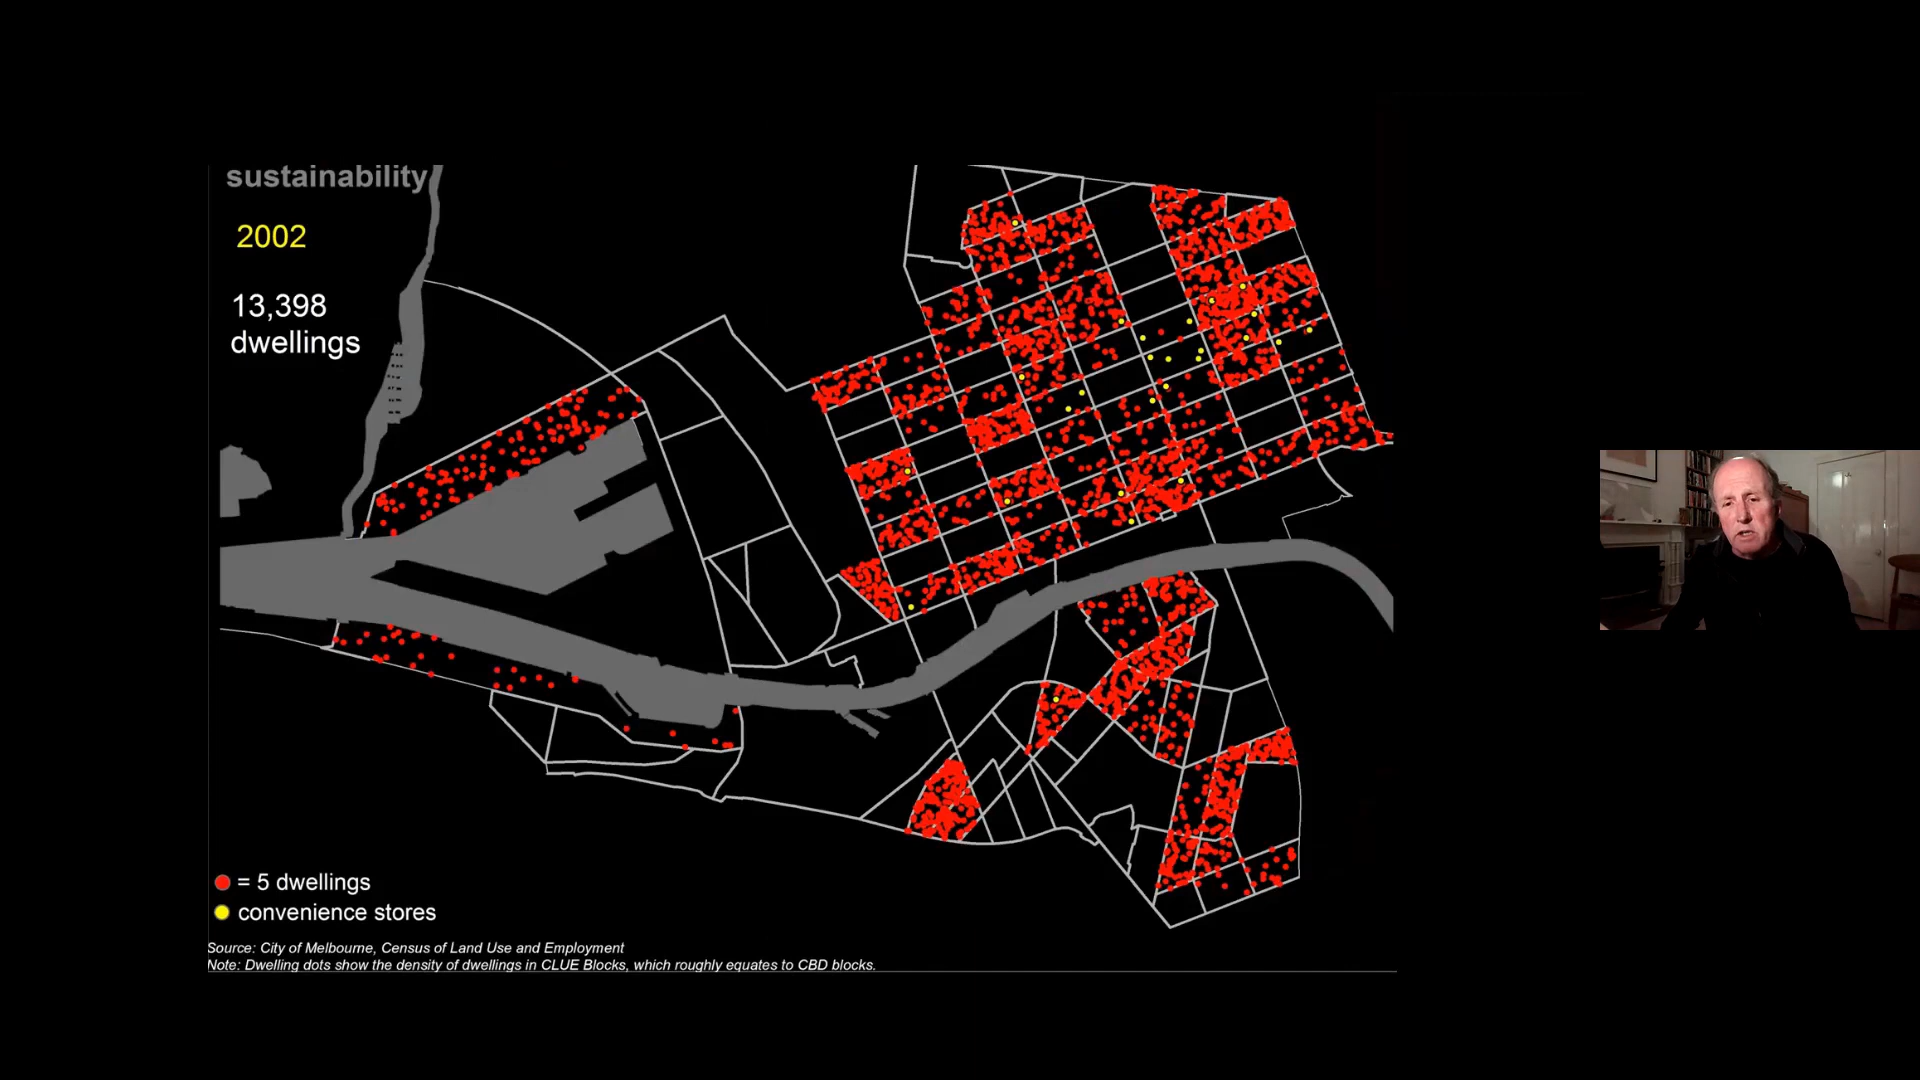 sustainability
2002
13,398
dwellings
= 5 dwellings
convenience stores
Source: City of Melbourne, Census of Land Use and Employment
Note: Dwelling dots show the density of dwellings in CLUE Blocks, which roughly equates to CBD blocks.